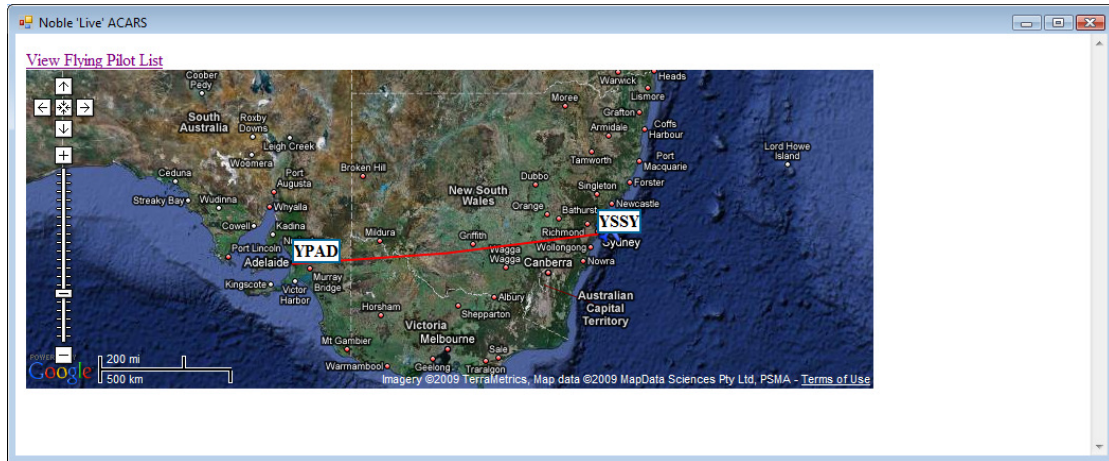 Noble 'Live' ACARS
View Flying Pilot List
Coober
Pedy
South
Australia
Roxby
Downs
Leigh Creek
Woomera
Ceduna
Port
Augusta
Broken Hill
Streaky Bay
Wudinna
Whyalla
Cowell
Kadina
Port Lincoln
YPAD
Adelaide
Mildura
Murray
Bridge
Kingscote
Victor
Harbor
Horsham
Mt Gambier
Warrnambool
Victoria
Melbourne
Geelong
Sale
Traralgon
Shepparton
Albury
Griffith
Wagga
Wagga
Canberra
Australian
Capital
Territory
New South
Wales
Warwick
Heads
Moree
Lismore
Grafton
Armidale
Coffs
Harbour
Tamworth
Port
Macquarie
Dubbo
Singleton
Forster
Orange
Bathurst
Newcastle
YSSY
Richmond
Sydney
Wollongong
Nowra
Lord Howe
Island
POWERED BY
Google
200 mi
500 km
Imagery ©2009 TerraMetrics, Map data ©2009 MapData Sciences Pty Ltd, PSMA - Terms of Use